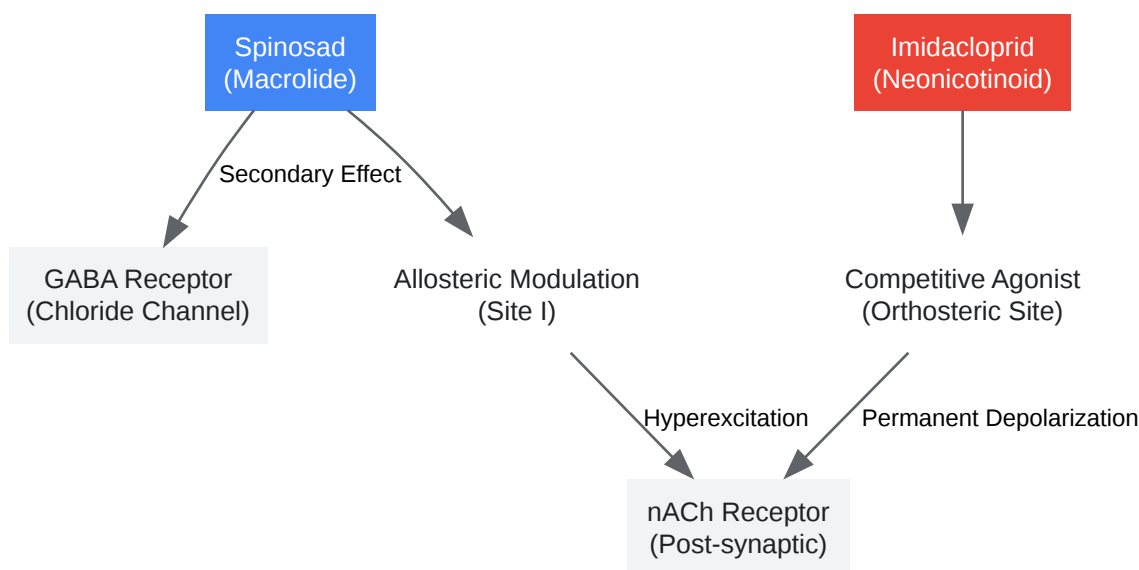 Spinosad
(Macrolide)
Imidacloprid
(Neonicotinoid)
Secondary Effect
GABA Receptor
(Chloride Channel)
Allosteric Modulation
(Site I)
Competitive Agonist
(Orthosteric Site)
Hyperexcitation
Permanent Depolarization
nACh Receptor
(Post-synaptic)